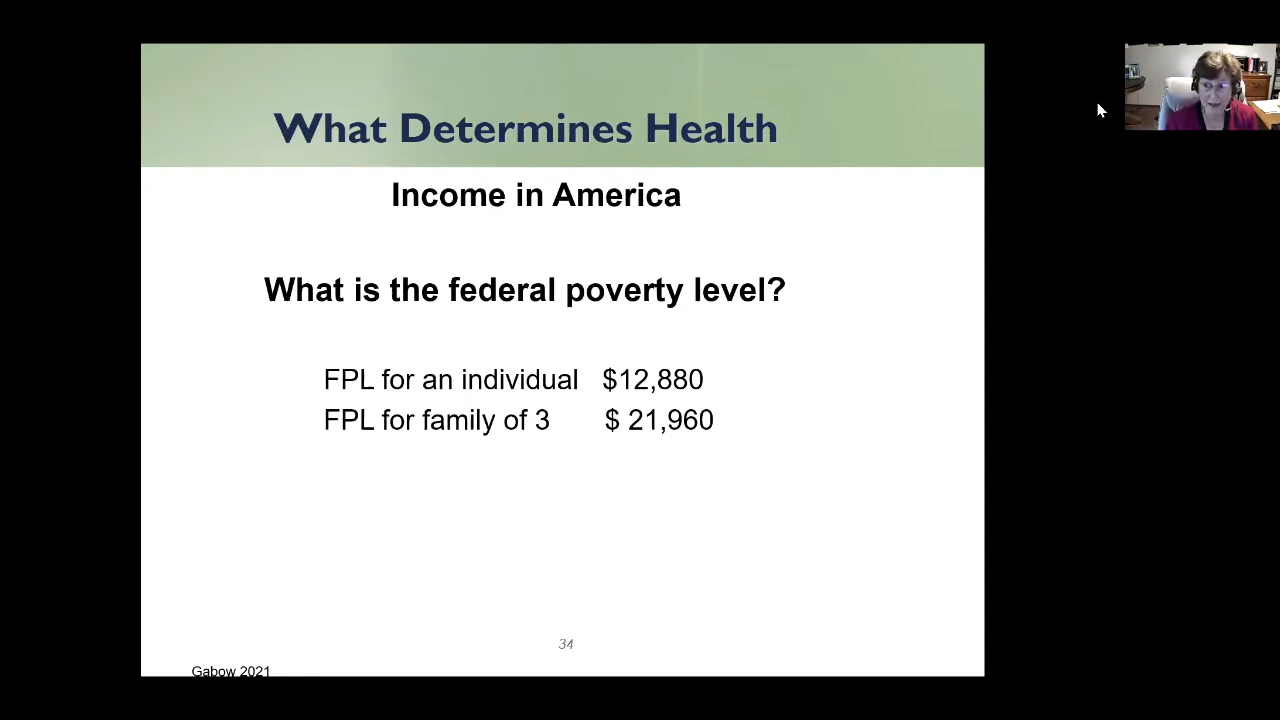 What Determines Health
Income in America
What is the federal poverty level?
FPL for an individual $12,880
FPL for family of 3 $ 21,960
34
Gabow 2021